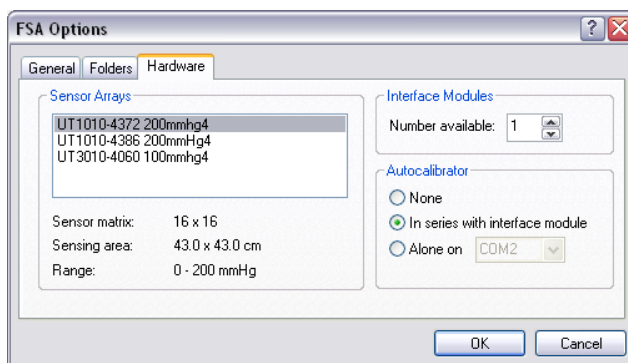 FSA Options
General Folders Hardware
Sensor Arrays
UT1010-4372 200mmhg4
UT1010-4386 200mmHg4
UT3010-4060 100mmhg4
Sensor matrix: 16 x 16
Sensing area: 43.0 x 43.0 cm
Range: 0 - 200 mmHg
Interface Modules
Number available: 1
Autocalibrator
None
In series with interface module
Alone on COM2
OK Cancel